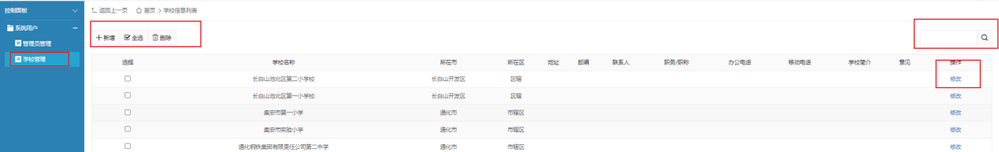 控制面板
返回上一页 首页 > 学校信息列表
系统用户
管理员管理
学校管理
新增 全选 删除
选择 学校名称 所在市 所在区 地址 邮编 联系人 职务/职称 办公电话 移动电话 学校简介 意见 操作
长白山池北区第二小学校 长白山开发区 区辖 修改
长白山池北区第一小学校 长白山开发区 区辖 修改
集安市第一小学 通化市 市辖区 修改
集安市实验小学 通化市 市辖区 修改
通化钢铁集团有限责任公司第二中学 通化市 市辖区 修改